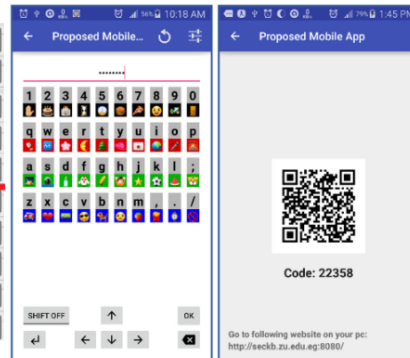 56% 10:18 AM
Proposed Mobile...
........
1 2 3 4 5 6 7 8 9 0
q w e r t y u i o p
a s d f g h j k l ;
z x c v b n m , . /
SHIFT OFF ↑ OK
↵ ← ↓ → ⌫
79% 1:45 PM
Proposed Mobile App
Code: 22358
Go to following website on your pc:
http://seckb.zu.edu.eg:8080/